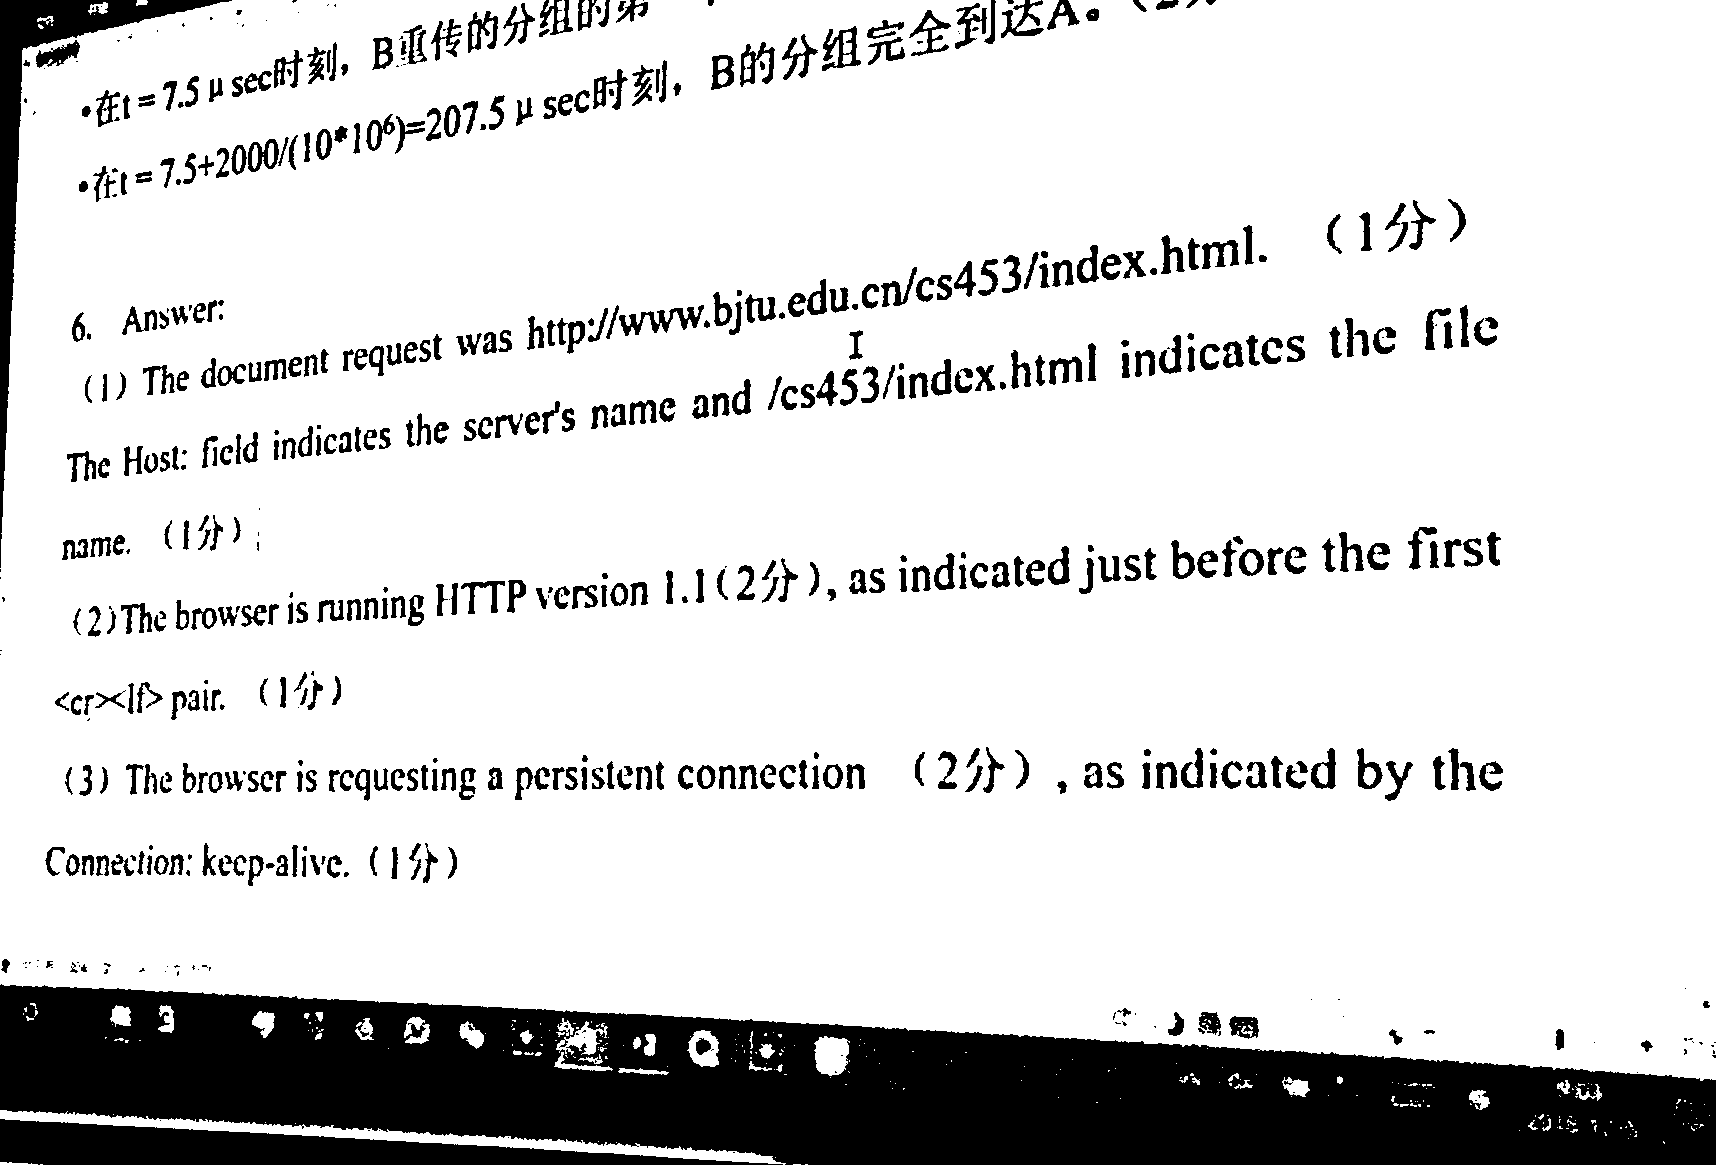 •在t = 7.5 μ sec时刻，B重传的分组的第
•在t = 7.5+2000/(10*10⁶)=207.5 μ sec时刻，B的分组完全到达A。
6. Answer:
（1）The document request was http://www.bjtu.edu.cn/cs453/index.html. （1分）
The Host: field indicates the server's name and /cs453/index.html indicates the file
name. （1分）
（2)The browser is running HTTP version 1.1（2分）, as indicated just before the first
<cr><lf> pair. （1分）
（3）The browser is requesting a persistent connection （2分）, as indicated by the
Connection: keep-alive.（1分）